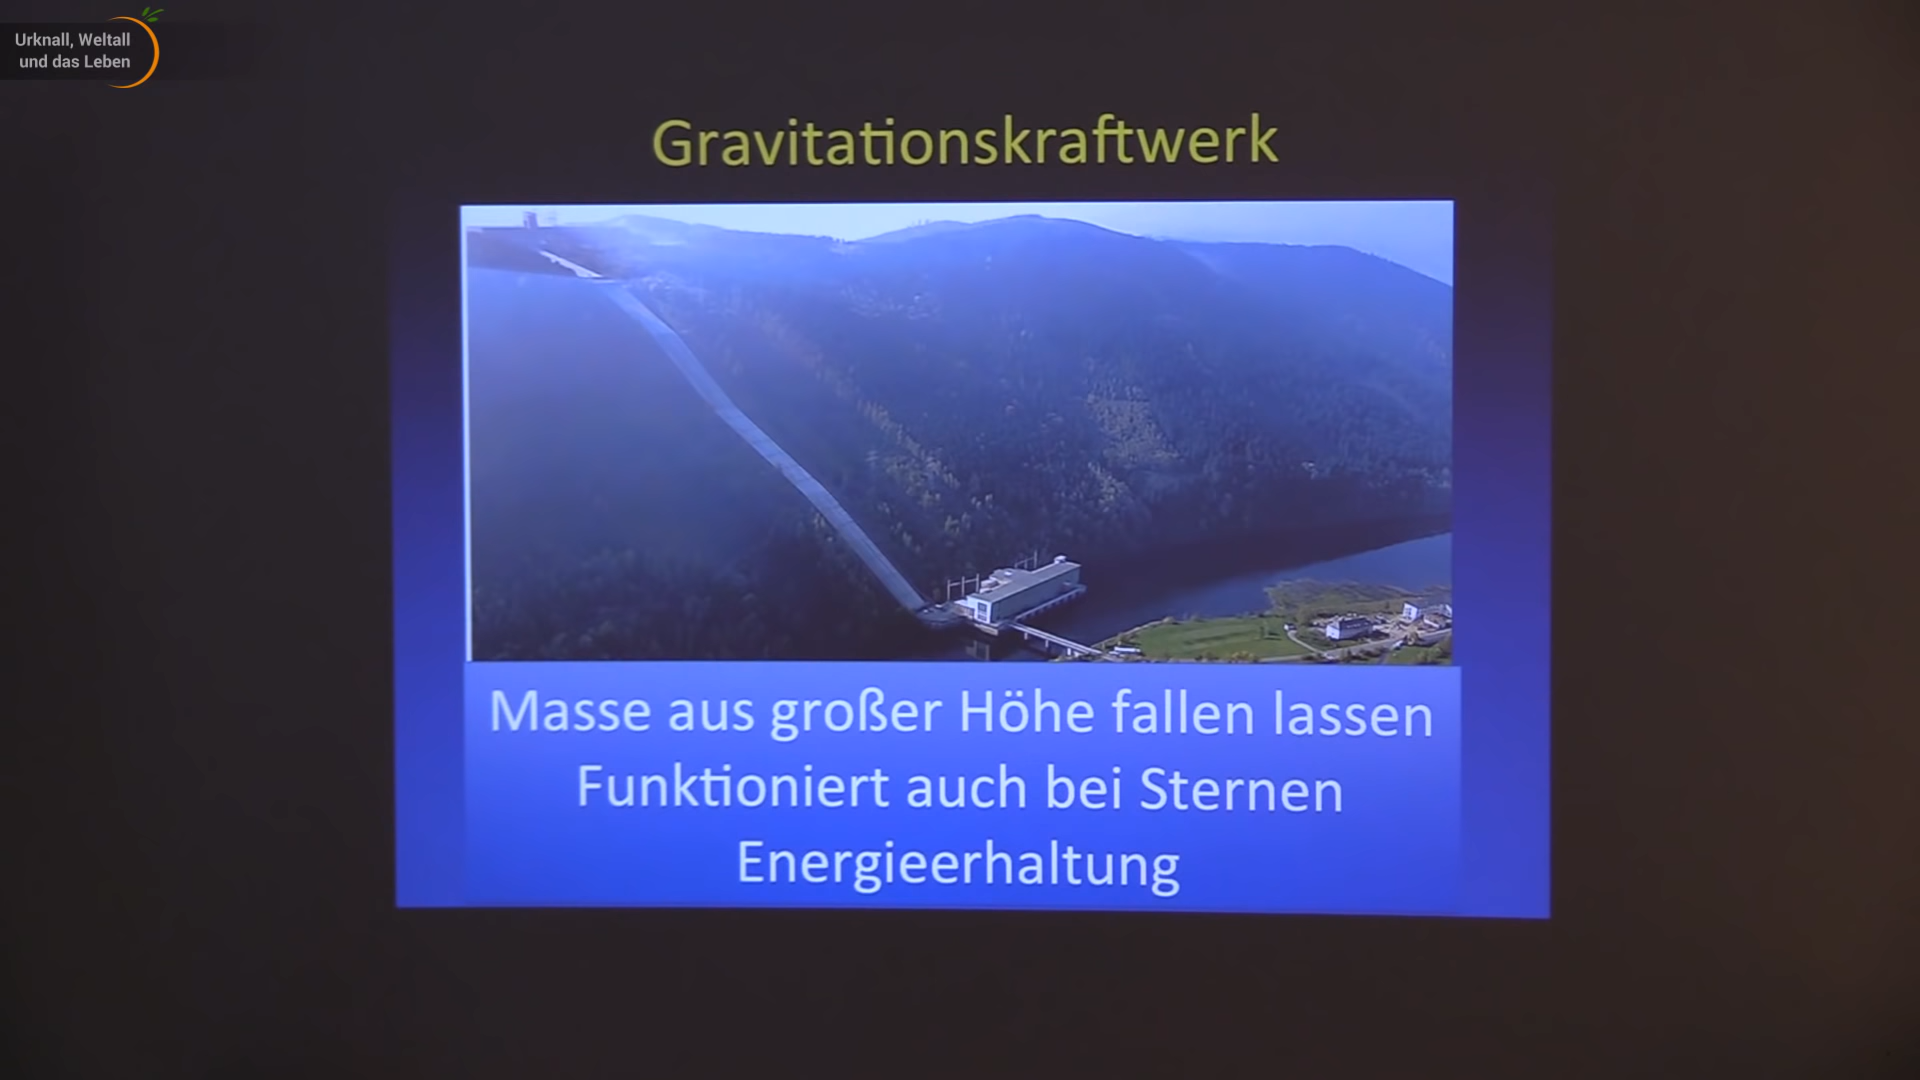 Urknall, Weltall
und das Leben
Gravitationskraftwerk
Masse aus großer Höhe fallen lassen
Funktioniert auch bei Sternen
Energieerhaltung